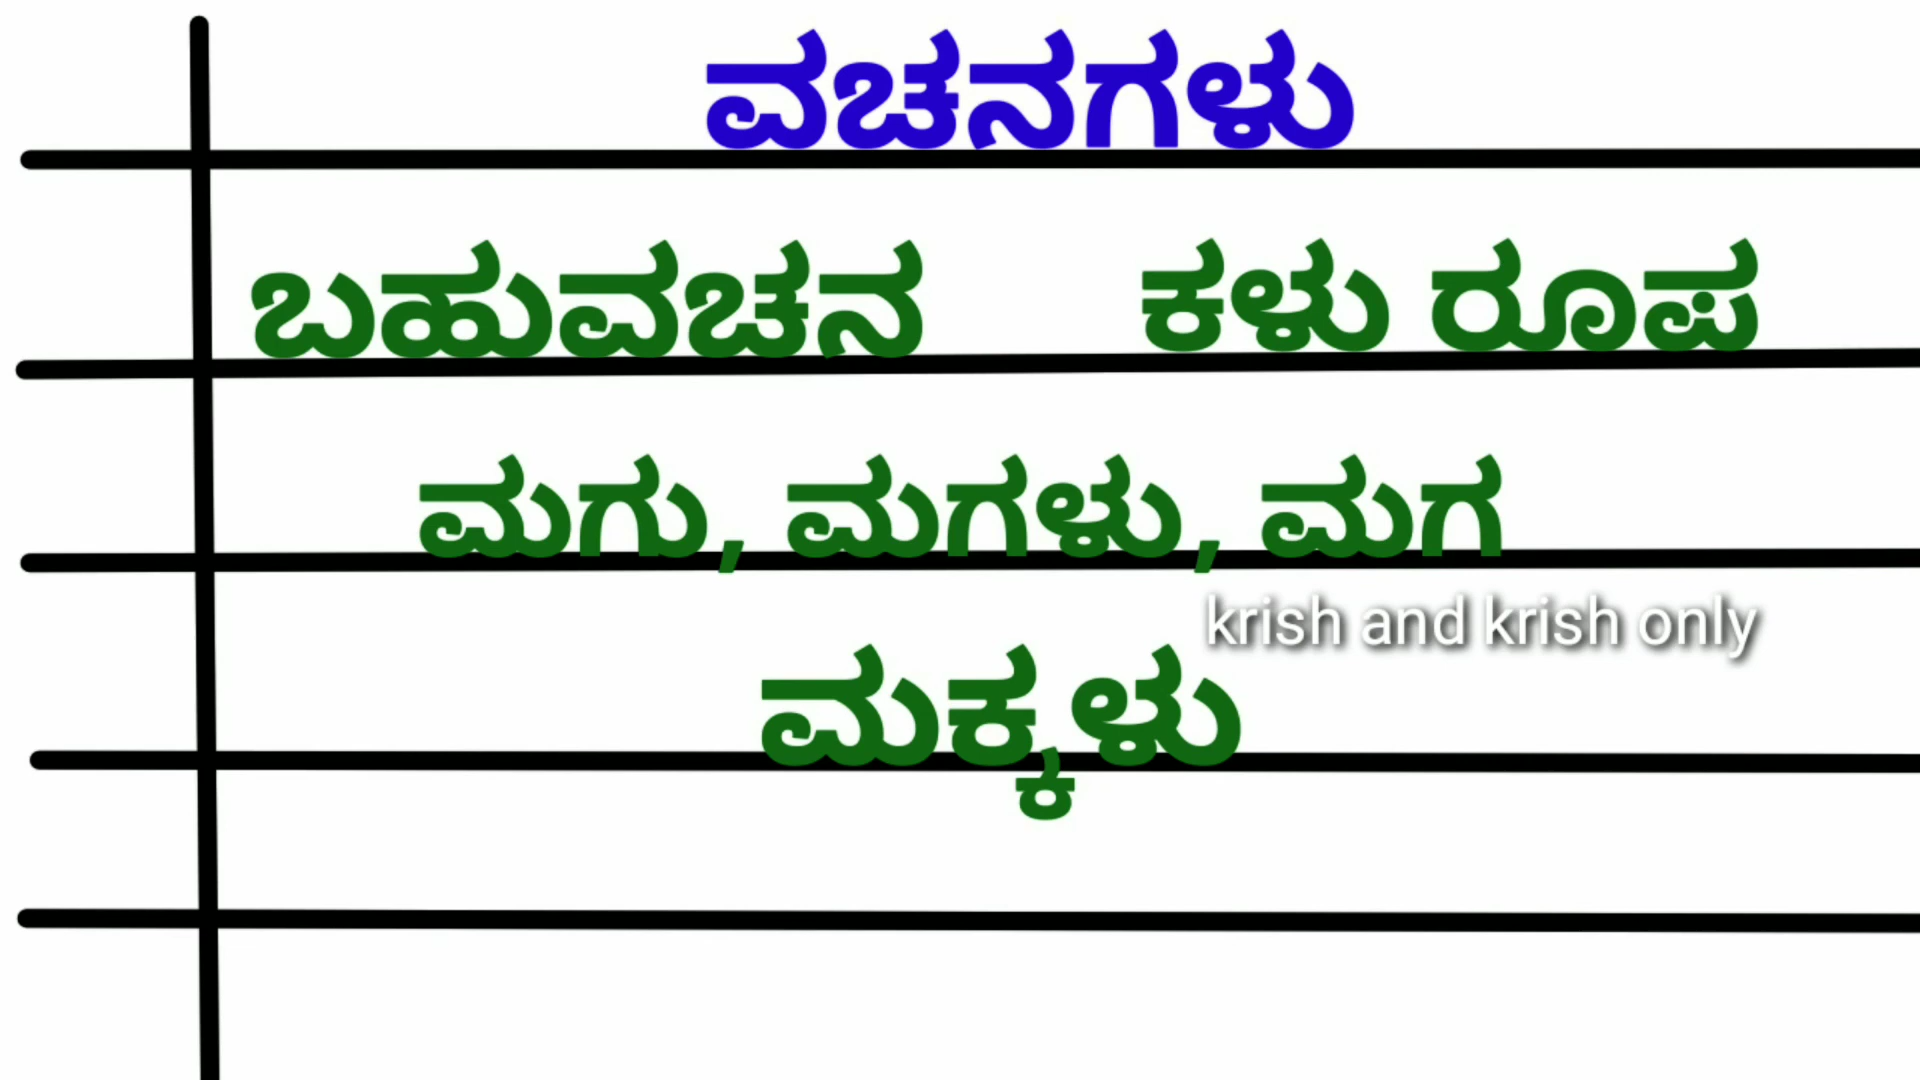 ವಚನಗಳು
ಬಹುವಚನ ಕಳು ರೂಪ
ಮಗು, ಮಗಳು, ಮಗ
krish and krish only
ಮಕ್ಕಳು